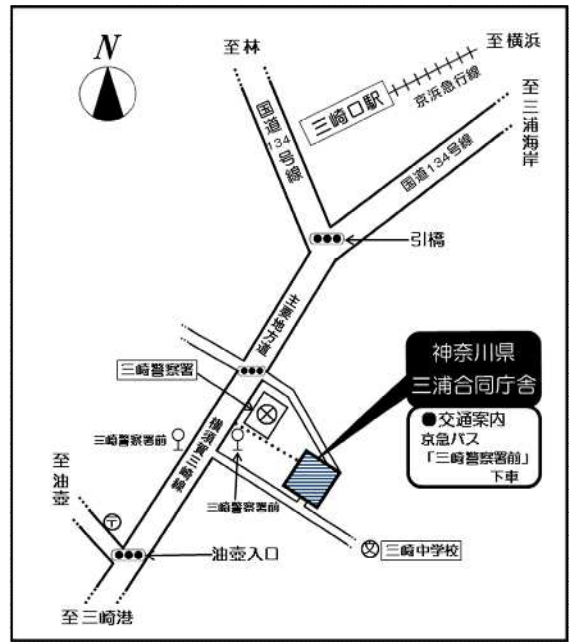 N
至林
至横浜
三崎口駅
京浜急行線
至三浦海岸
国道134号線
国道134号線
引橋
主要地方道
神奈川県
三浦合同庁舎
三崎警察署
●交通案内
京急バス
「三崎警察署前」
下車
三崎警察署前
横須賀三崎線
三崎警察署前
至油壺
〒
文
三崎中学校
油壺入口
至三崎港